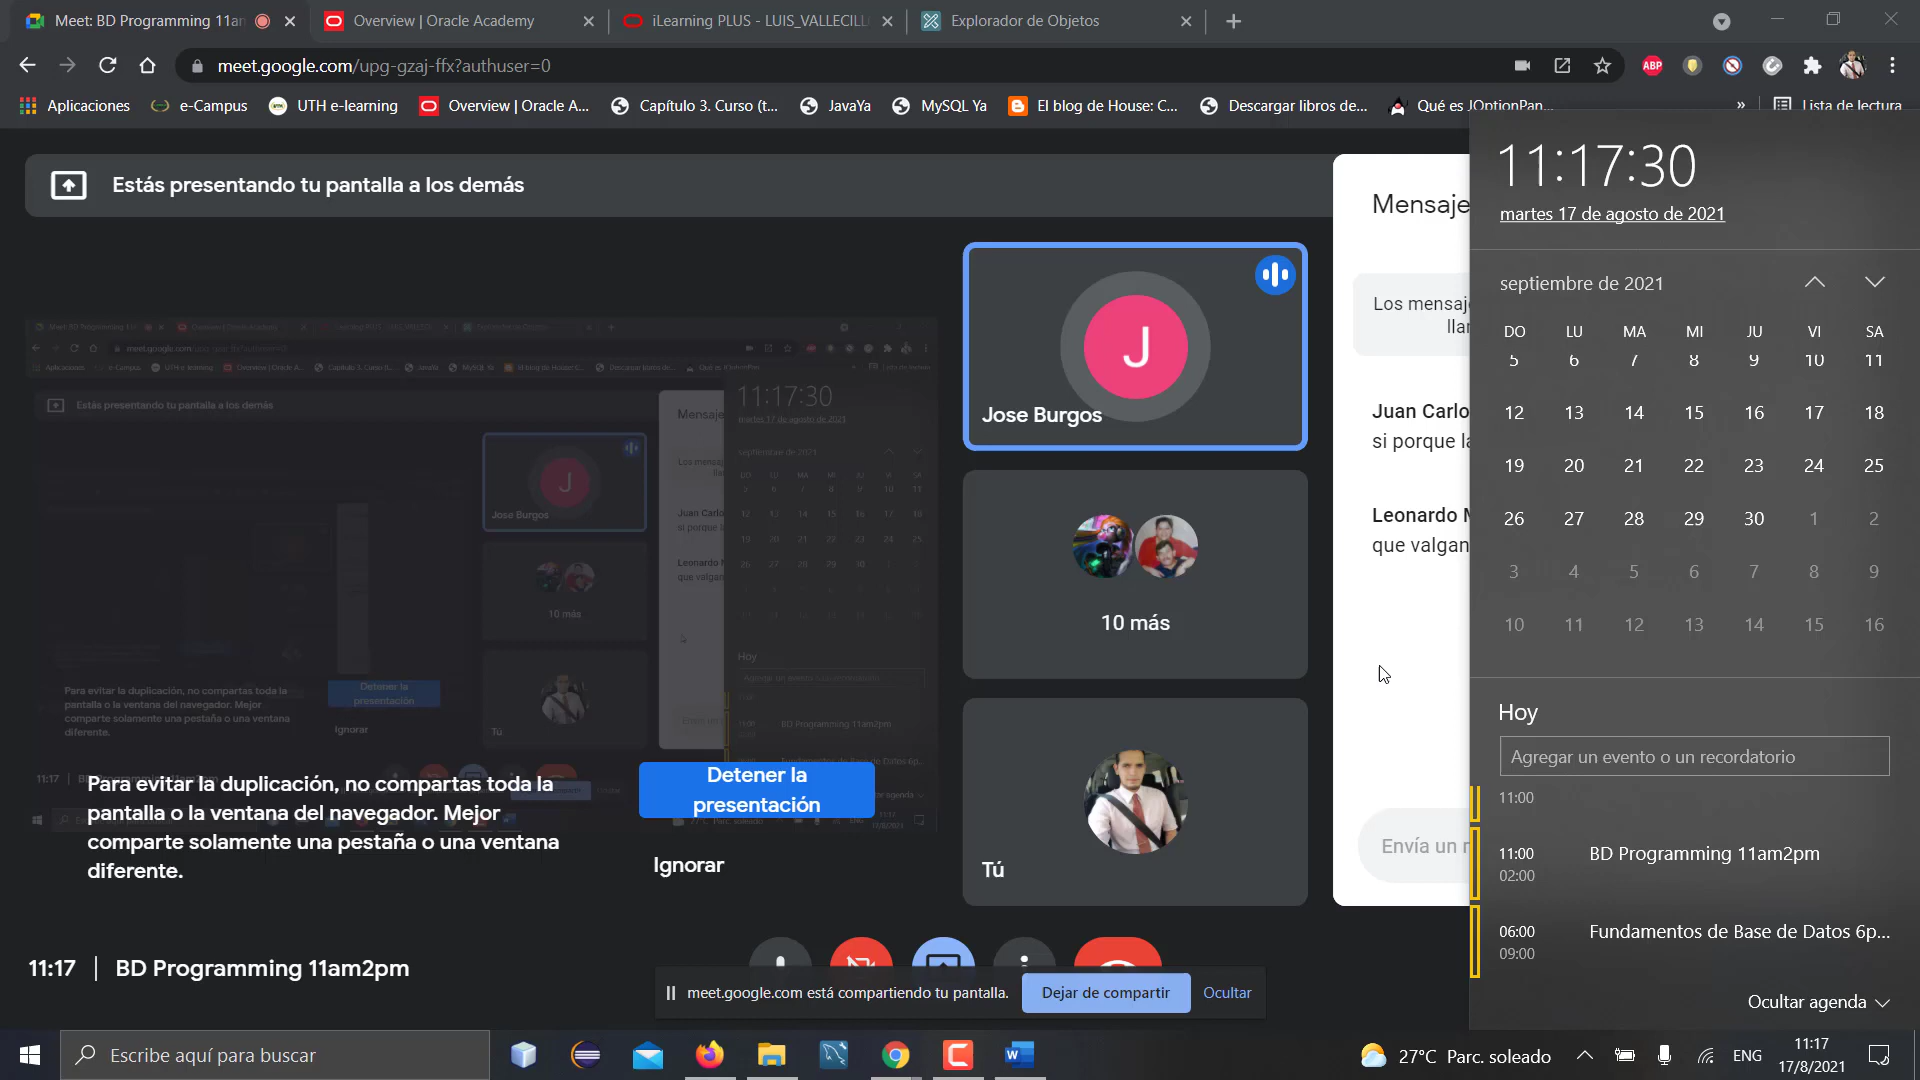 Meet: BD Programming 11am
Overview | Oracle Academy
iLearning PLUS - LUIS_VALLECILL
Explorador de Objetos
meet.google.com/upg-gzaj-ffx?authuser=0
ABP
Aplicaciones
e-Campus
UTH e-learning
Overview | Oracle A...
Capítulo 3. Curso (t...
JavaYa
MySQL Ya
El blog de House: C...
Descargar libros de...
Qué es JOptionPan...
»
Lista de lectura
Estás presentando tu pantalla a los demás
Mensaje
Los mensaj
llar
Juan Carlo
si porque la
Leonardo M
que valgan
Envía un m
J
Jose Burgos
10 más
Tú
Para evitar la duplicación, no compartas toda la
pantalla o la ventana del navegador. Mejor
comparte solamente una pestaña o una ventana
diferente.
Detener la
presentación
Ignorar
11:17 | BD Programming 11am2pm
meet.google.com está compartiendo tu pantalla.
Dejar de compartir
Ocultar
11:17:30
martes 17 de agosto de 2021
septiembre de 2021
DO LU MA MI JU VI SA
5 6 7 8 9 10 11
12 13 14 15 16 17 18
19 20 21 22 23 24 25
26 27 28 29 30 1 2
3 4 5 6 7 8 9
10 11 12 13 14 15 16
Hoy
Agregar un evento o un recordatorio
11:00
11:00 BD Programming 11am2pm
02:00
06:00 Fundamentos de Base de Datos 6p...
09:00
Ocultar agenda
Escribe aquí para buscar
27°C Parc. soleado
ENG
11:17
17/8/2021